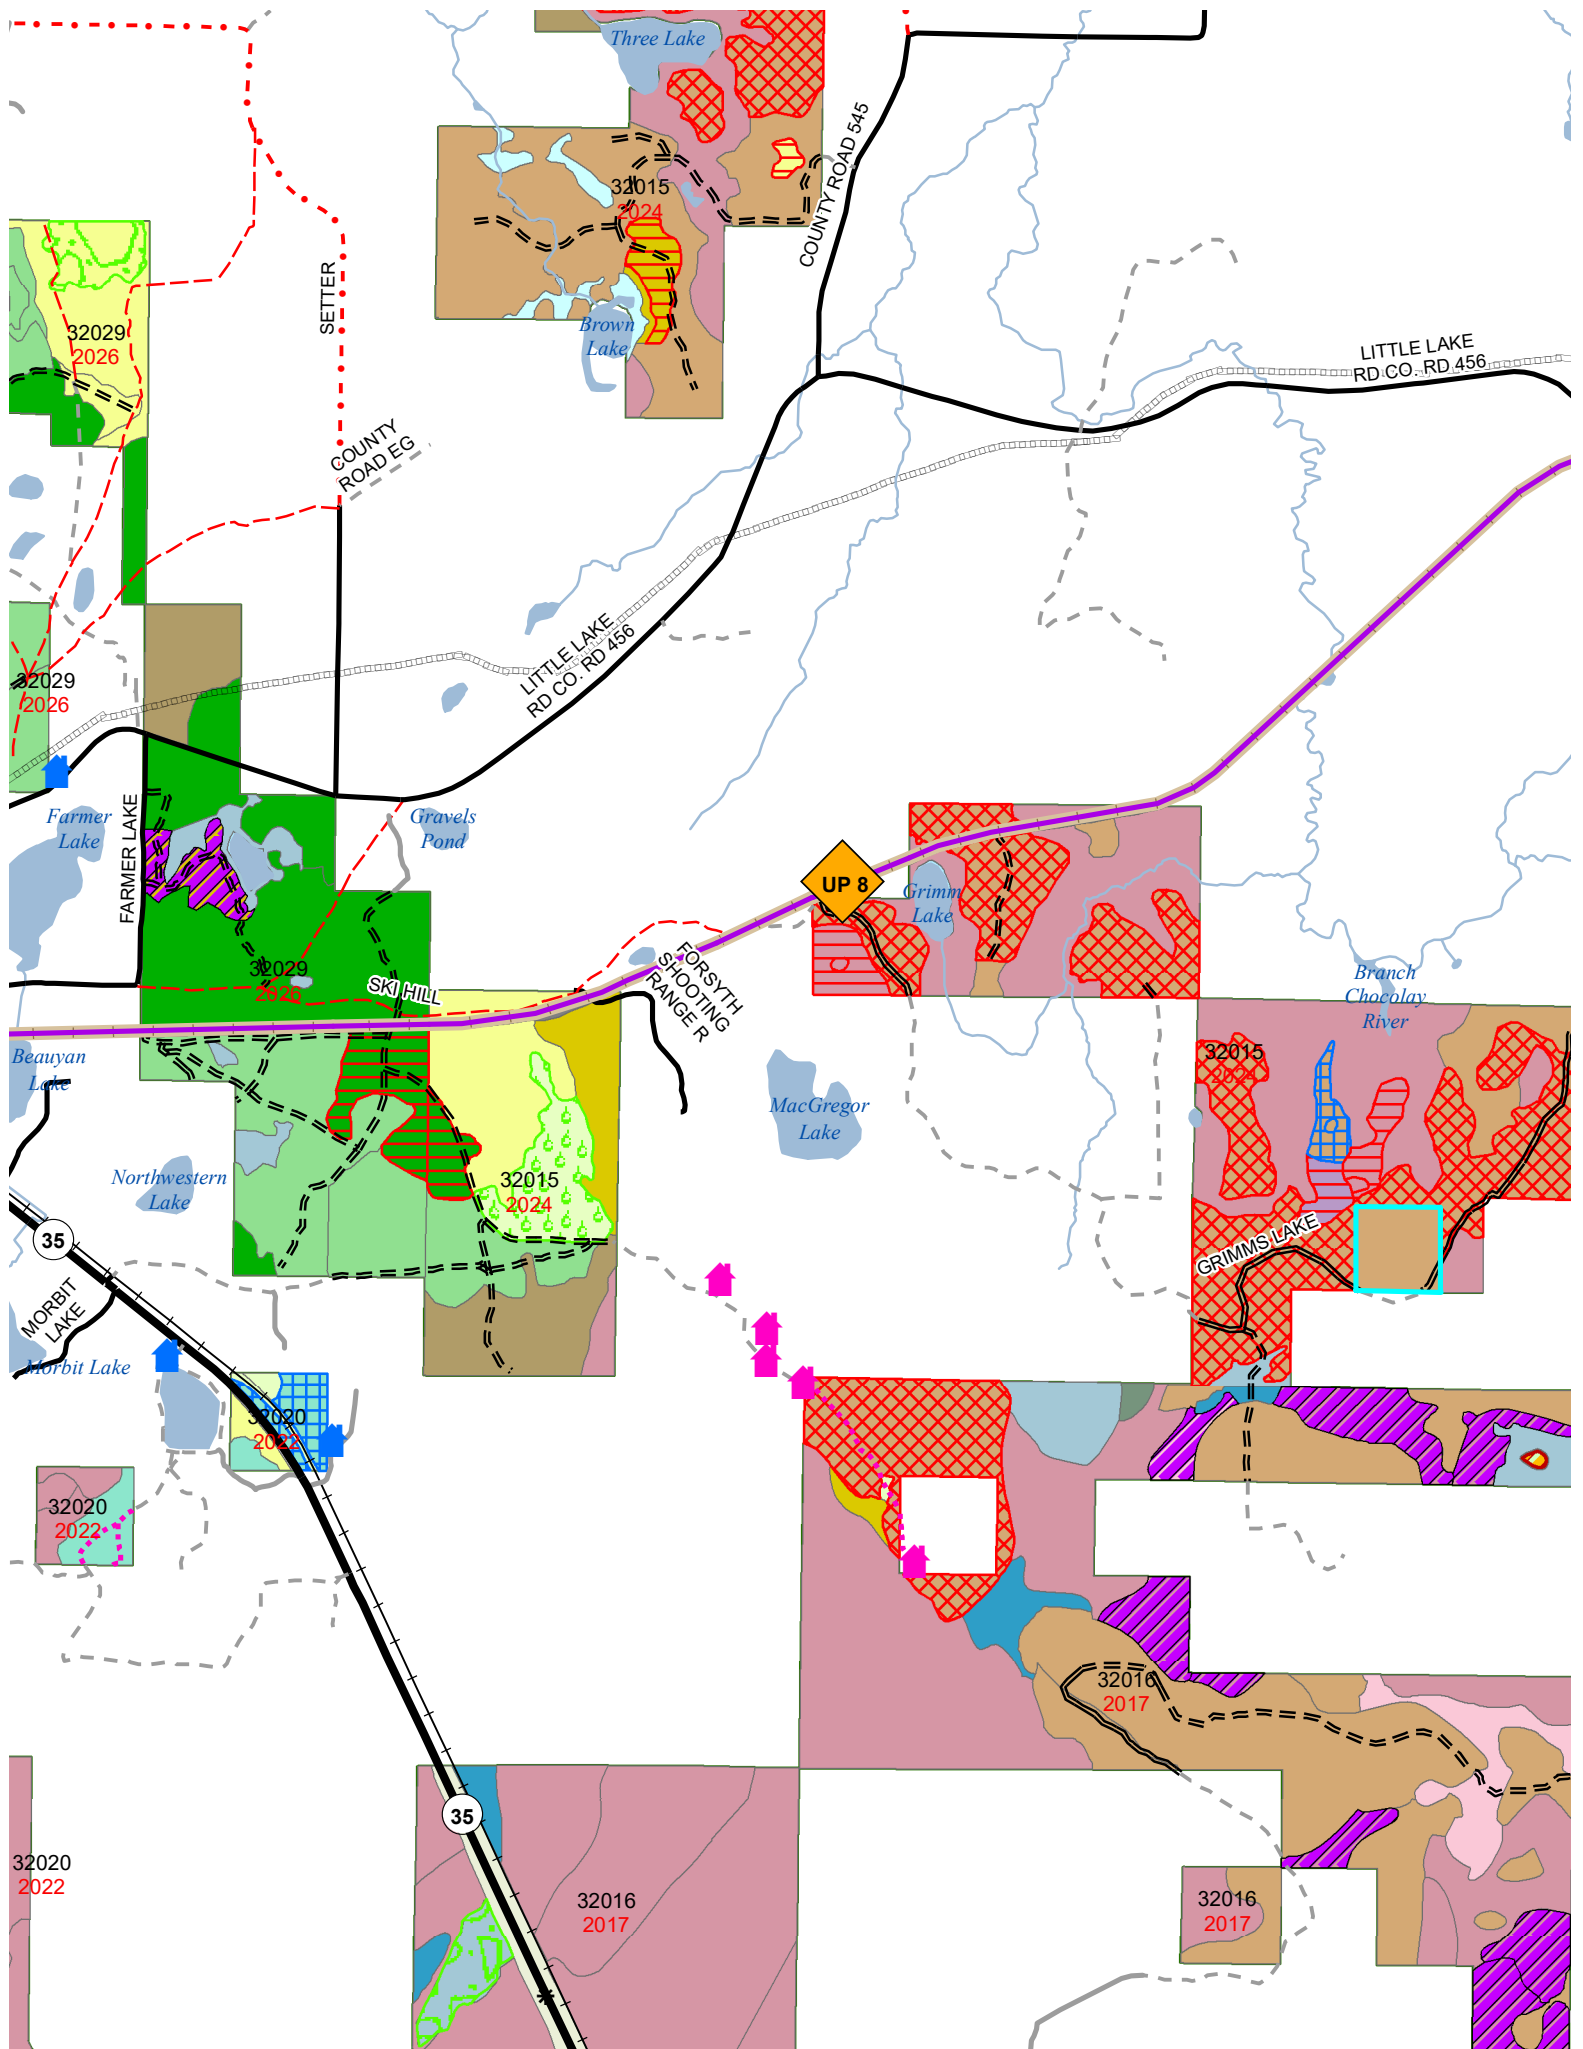 Three Lake
COUNTY ROAD 545
32015
2024
SETTER
Brown
Lake
32029
2026
LITTLE LAKE
RD CO. RD 456
COUNTY
ROAD EG
LITTLE LAKE
RD CO. RD 456
32029
2026
Farmer
Lake
FARMER LAKE
Gravels
Pond
UP 8
Grimm
Lake
32029
2026
SKI HILL
FORSYTH
SHOOTING
RANGE R
Branch
Chocolay
River
Beauyan
Lake
32015
2024
MacGregor
Lake
Northwestern
Lake
32015
2024
35
GRIMMS LAKE
MORBIT
LAKE
Morbit Lake
32020
2022
32020
2022
32016
2017
35
32020
2022
32016
2017
32016
2017